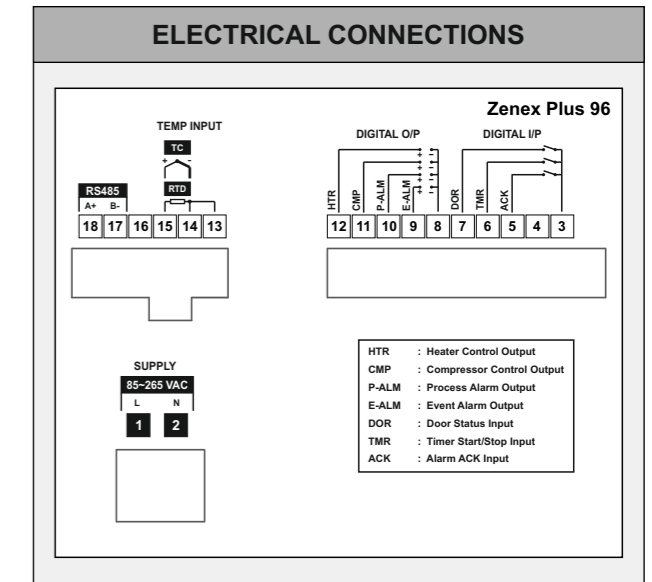 ELECTRICAL CONNECTIONS
Zenex Plus 96
TEMP INPUT
TC
+ -
RTD
RS485
A+ B-
18 17 16 15 14 13
DIGITAL O/P DIGITAL I/P
+ -
+ -
+ -
+ -
HTR CMP P-ALM E-ALM DOR TMR ACK
12 11 10 9 8 7 6 5 4 3
SUPPLY
85~265 VAC
L N
1 2
HTR : Heater Control Output
CMP : Compressor Control Output
P-ALM : Process Alarm Output
E-ALM : Event Alarm Output
DOR : Door Status Input
TMR : Timer Start/Stop Input
ACK : Alarm ACK Input